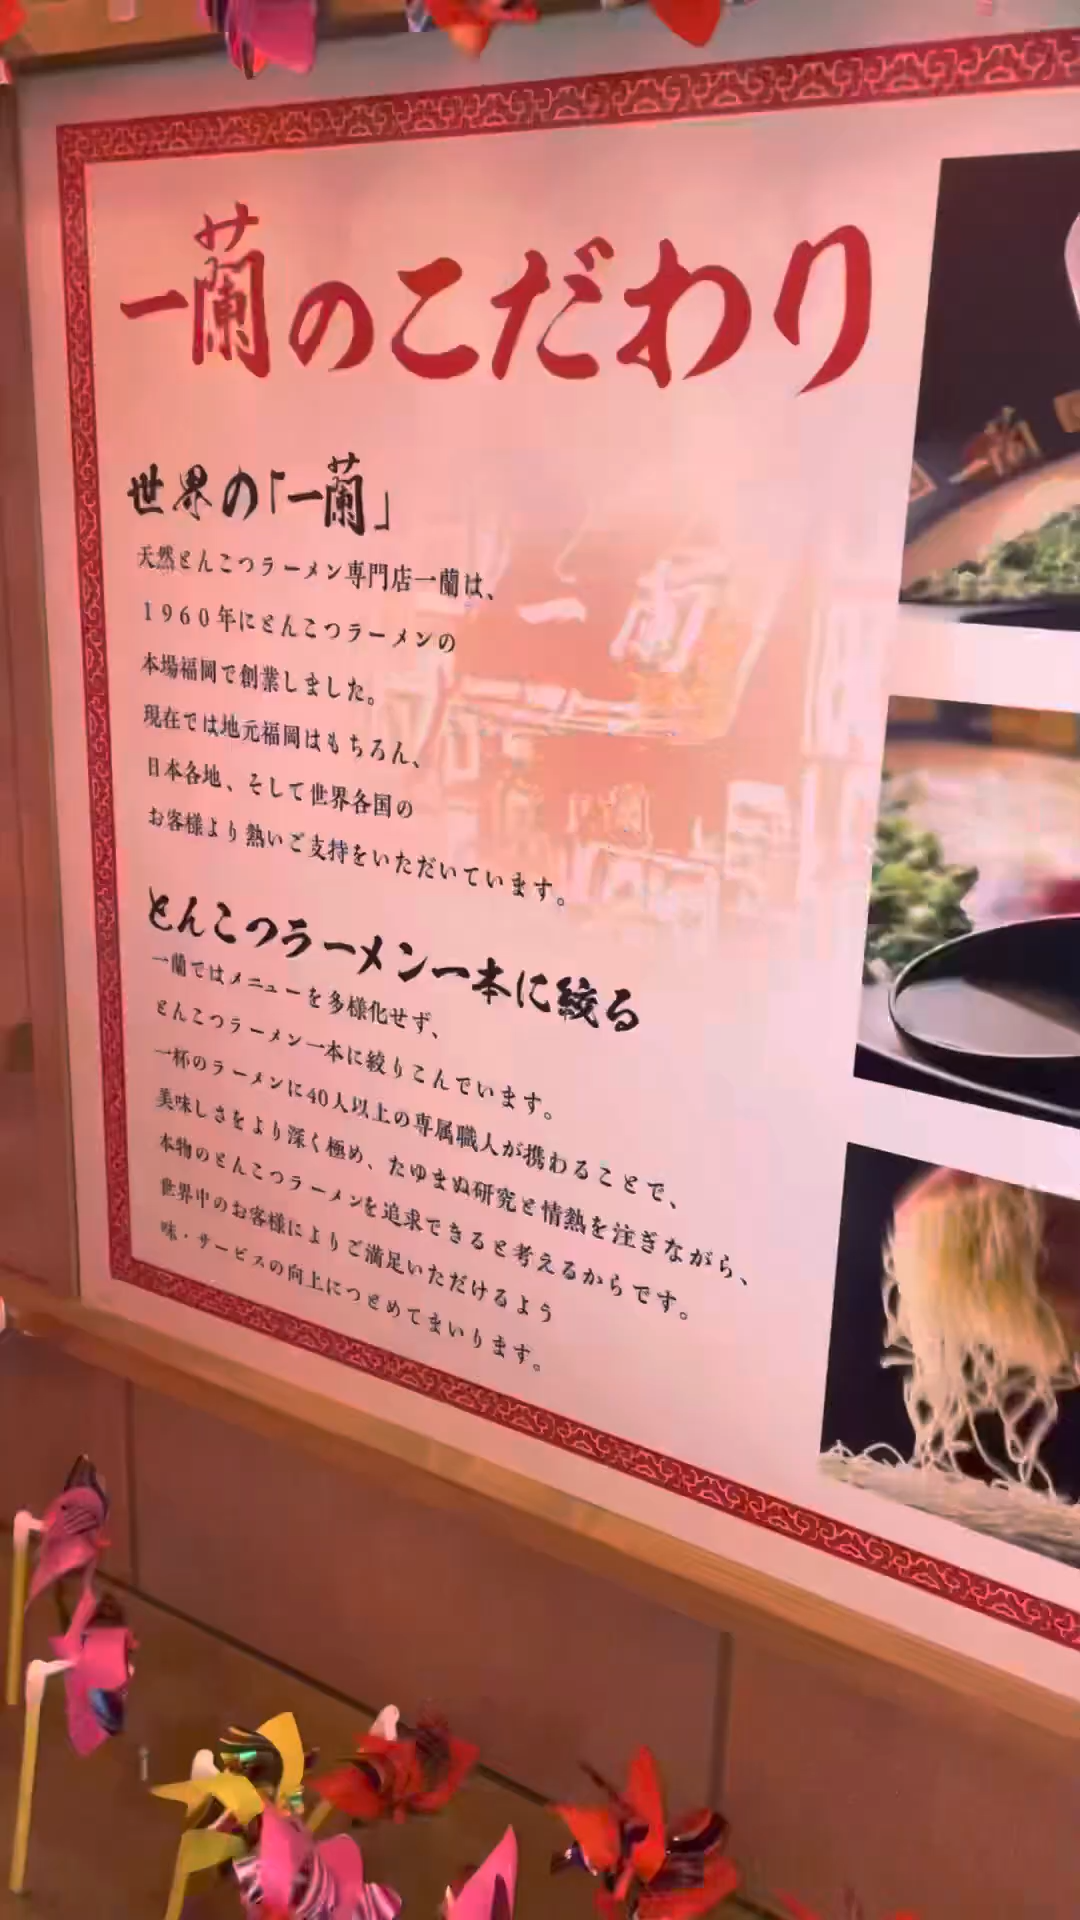 一蘭のこだわり
世界の「一蘭」
天然とんこつラーメン専門店一蘭は、
1960年にとんこつラーメンの
本場福岡で創業しました。
現在では地元福岡はもちろん、
日本各地、そして世界各国の
お客様より熱いご支持をいただいています。
とんこつラーメン一本に絞る
一蘭ではメニューを多様化せず、
とんこつラーメン一本に絞りこんでいます。
一杯のラーメンに40人以上の専属職人が携わることで、
美味しさをより深く極め、たゆまぬ研究と情熱を注ぎながら、
本物のとんこつラーメンを追求できると考えるからです。
世界中のお客様によりご満足いただけるよう
味・サービスの向上につとめてまいります。
一蘭